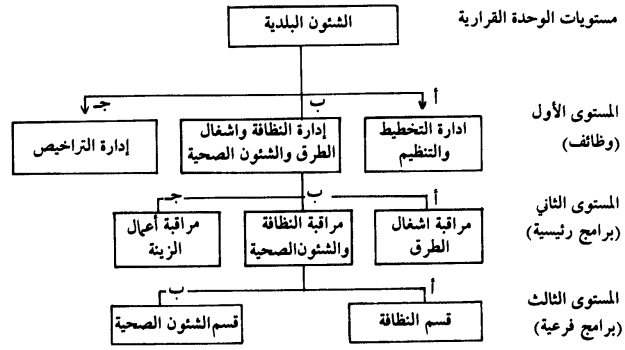 مستويات الوحدة القرارية
الشئون البلدية
المستوى الأول
(وظائف)
أ
ب
جـ
ادارة التخطيط
والتنظيم
إدارة النظافة واشغال
الطرق والشئون الصحية
إدارة التراخيص
المستوى الثاني
(برامج رئيسية)
أ
ب
جـ
مراقبة اشغال
الطرق
مراقبة النظافة
والشئون الصحية
مراقبة أعمال
الزينة
المستوى الثالث
(برامج فرعية)
أ
ب
قسم النظافة
قسم الشئون الصحية